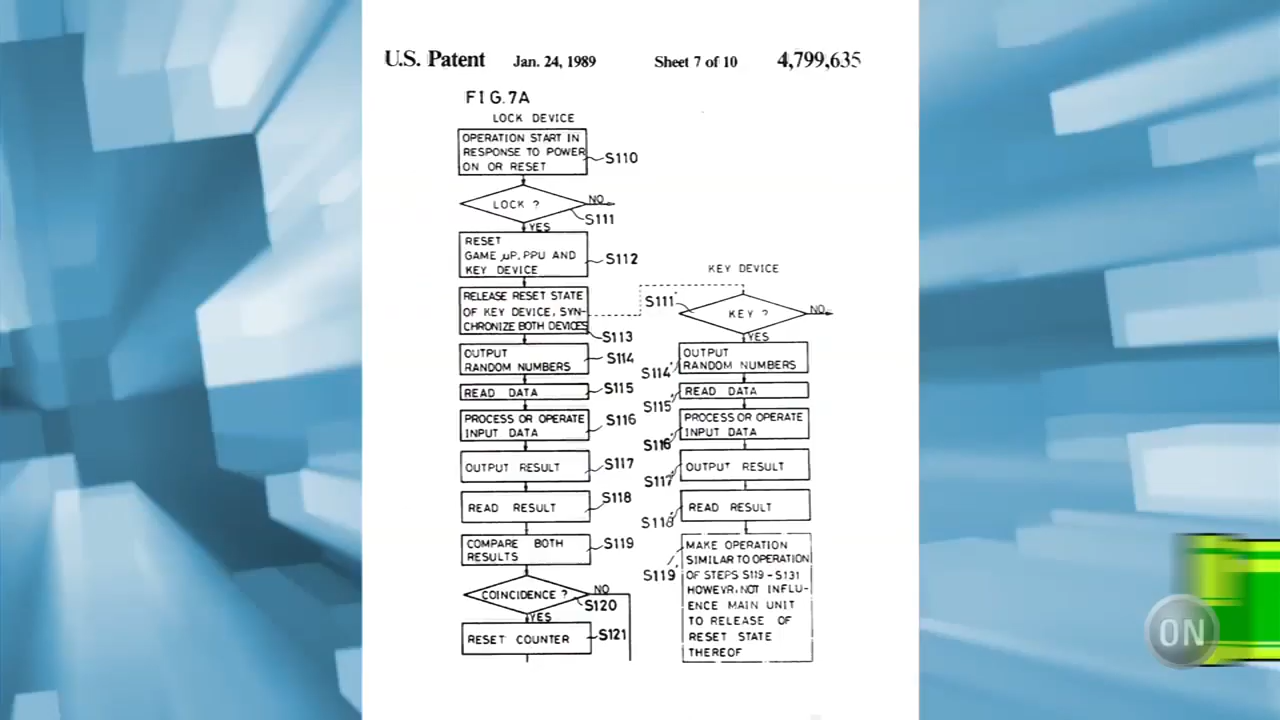 U.S. Patent Jan. 24, 1989 Sheet 7 of 10 4,799,635
FIG.7A
LOCK DEVICE
OPERATION START IN
RESPONSE TO POWER
ON OR RESET
S110
LOCK ?
NO
S111
YES
RESET
GAME μP, PPU AND
KEY DEVICE
S112
RELEASE RESET STATE
OF KEY DEVICE, SYN-
CHRONIZE BOTH DEVICES
S113
OUTPUT
RANDOM NUMBERS
S114
READ DATA
S115
PROCESS OR OPERATE
INPUT DATA
S116
OUTPUT RESULT
S117
READ RESULT
S118
COMPARE BOTH
RESULTS
S119
COINCIDENCE ?
NO
S120
YES
RESET COUNTER
S121
KEY DEVICE
S111'
KEY ?
NO
YES
OUTPUT
RANDOM NUMBERS
S114'
READ DATA
S115'
PROCESS OR OPERATE
INPUT DATA
S116'
OUTPUT RESULT
S117'
READ RESULT
S118'
MAKE OPERATION
SIMILAR TO OPERATION
OF STEPS S119-S131
HOWEVR, NOT INFLU-
ENCE MAIN UNIT
TO RELEASE OF
RESET STATE
THEREOF
S119'
ON